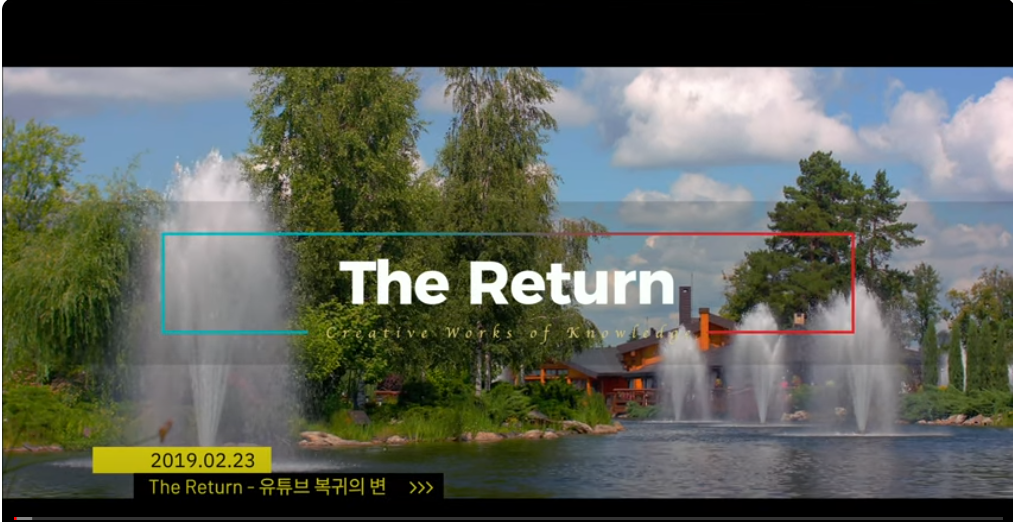 The Return
Creative Works of Knowledge
2019.02.23
The Return - 유튜브 복귀의 변 >>>